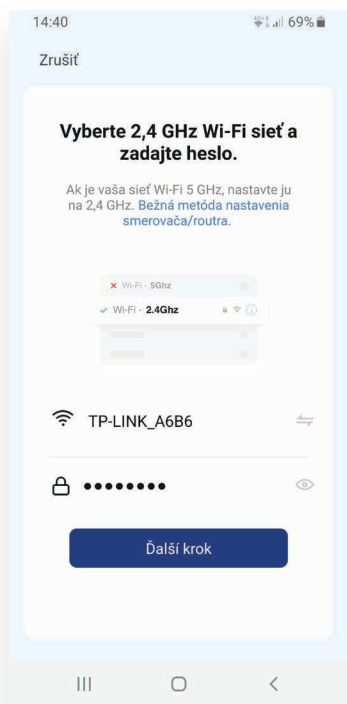 14:40
69%
Zrušiť
Vyberte 2,4 GHz Wi-Fi sieť a
zadajte heslo.
Ak je vaša sieť Wi-Fi 5 GHz, nastavte ju
na 2,4 GHz. Bežná metóda nastavenia
smerovača/routra.
Wi-Fi - 5Ghz
Wi-Fi - 2.4Ghz
TP-LINK_A6B6
Ďalší krok